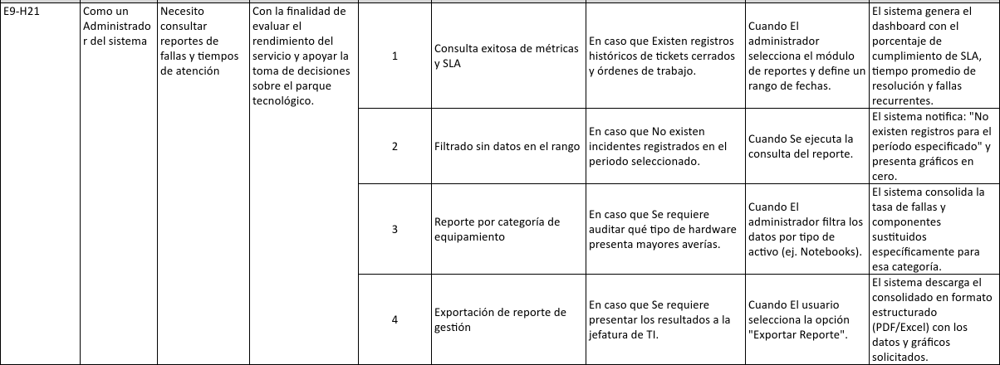 E9-H21
Como un
Administrado
r del sistema
Necesito
consultar
reportes de
fallas y tiempos
de atención
Con la finalidad de
evaluar el
rendimiento del
servicio y apoyar la
toma de decisiones
sobre el parque
tecnológico.
1
Consulta exitosa de métricas
y SLA
En caso que Existen registros
históricos de tickets cerrados
y órdenes de trabajo.
Cuando El
administrador
selecciona el módulo
de reportes y define un
rango de fechas.
El sistema genera el
dashboard con el
porcentaje de
cumplimiento de SLA,
tiempo promedio de
resolución y fallas
recurrentes.
2
Filtrado sin datos en el rango
En caso que No existen
incidentes registrados en el
periodo seleccionado.
Cuando Se ejecuta la
consulta del reporte.
El sistema notifica: "No
existen registros para el
período especificado" y
presenta gráficos en
cero.
3
Reporte por categoría de
equipamiento
En caso que Se requiere
auditar qué tipo de hardware
presenta mayores averías.
Cuando El
administrador filtra los
datos por tipo de
activo (ej. Notebooks).
El sistema consolida la
tasa de fallas y
componentes
sustituidos
específicamente para
esa categoría.
4
Exportación de reporte de
gestión
En caso que Se requiere
presentar los resultados a la
jefatura de TI.
Cuando El usuario
selecciona la opción
"Exportar Reporte".
El sistema descarga el
consolidado en formato
estructurado
(PDF/Excel) con los
datos y gráficos
solicitados.